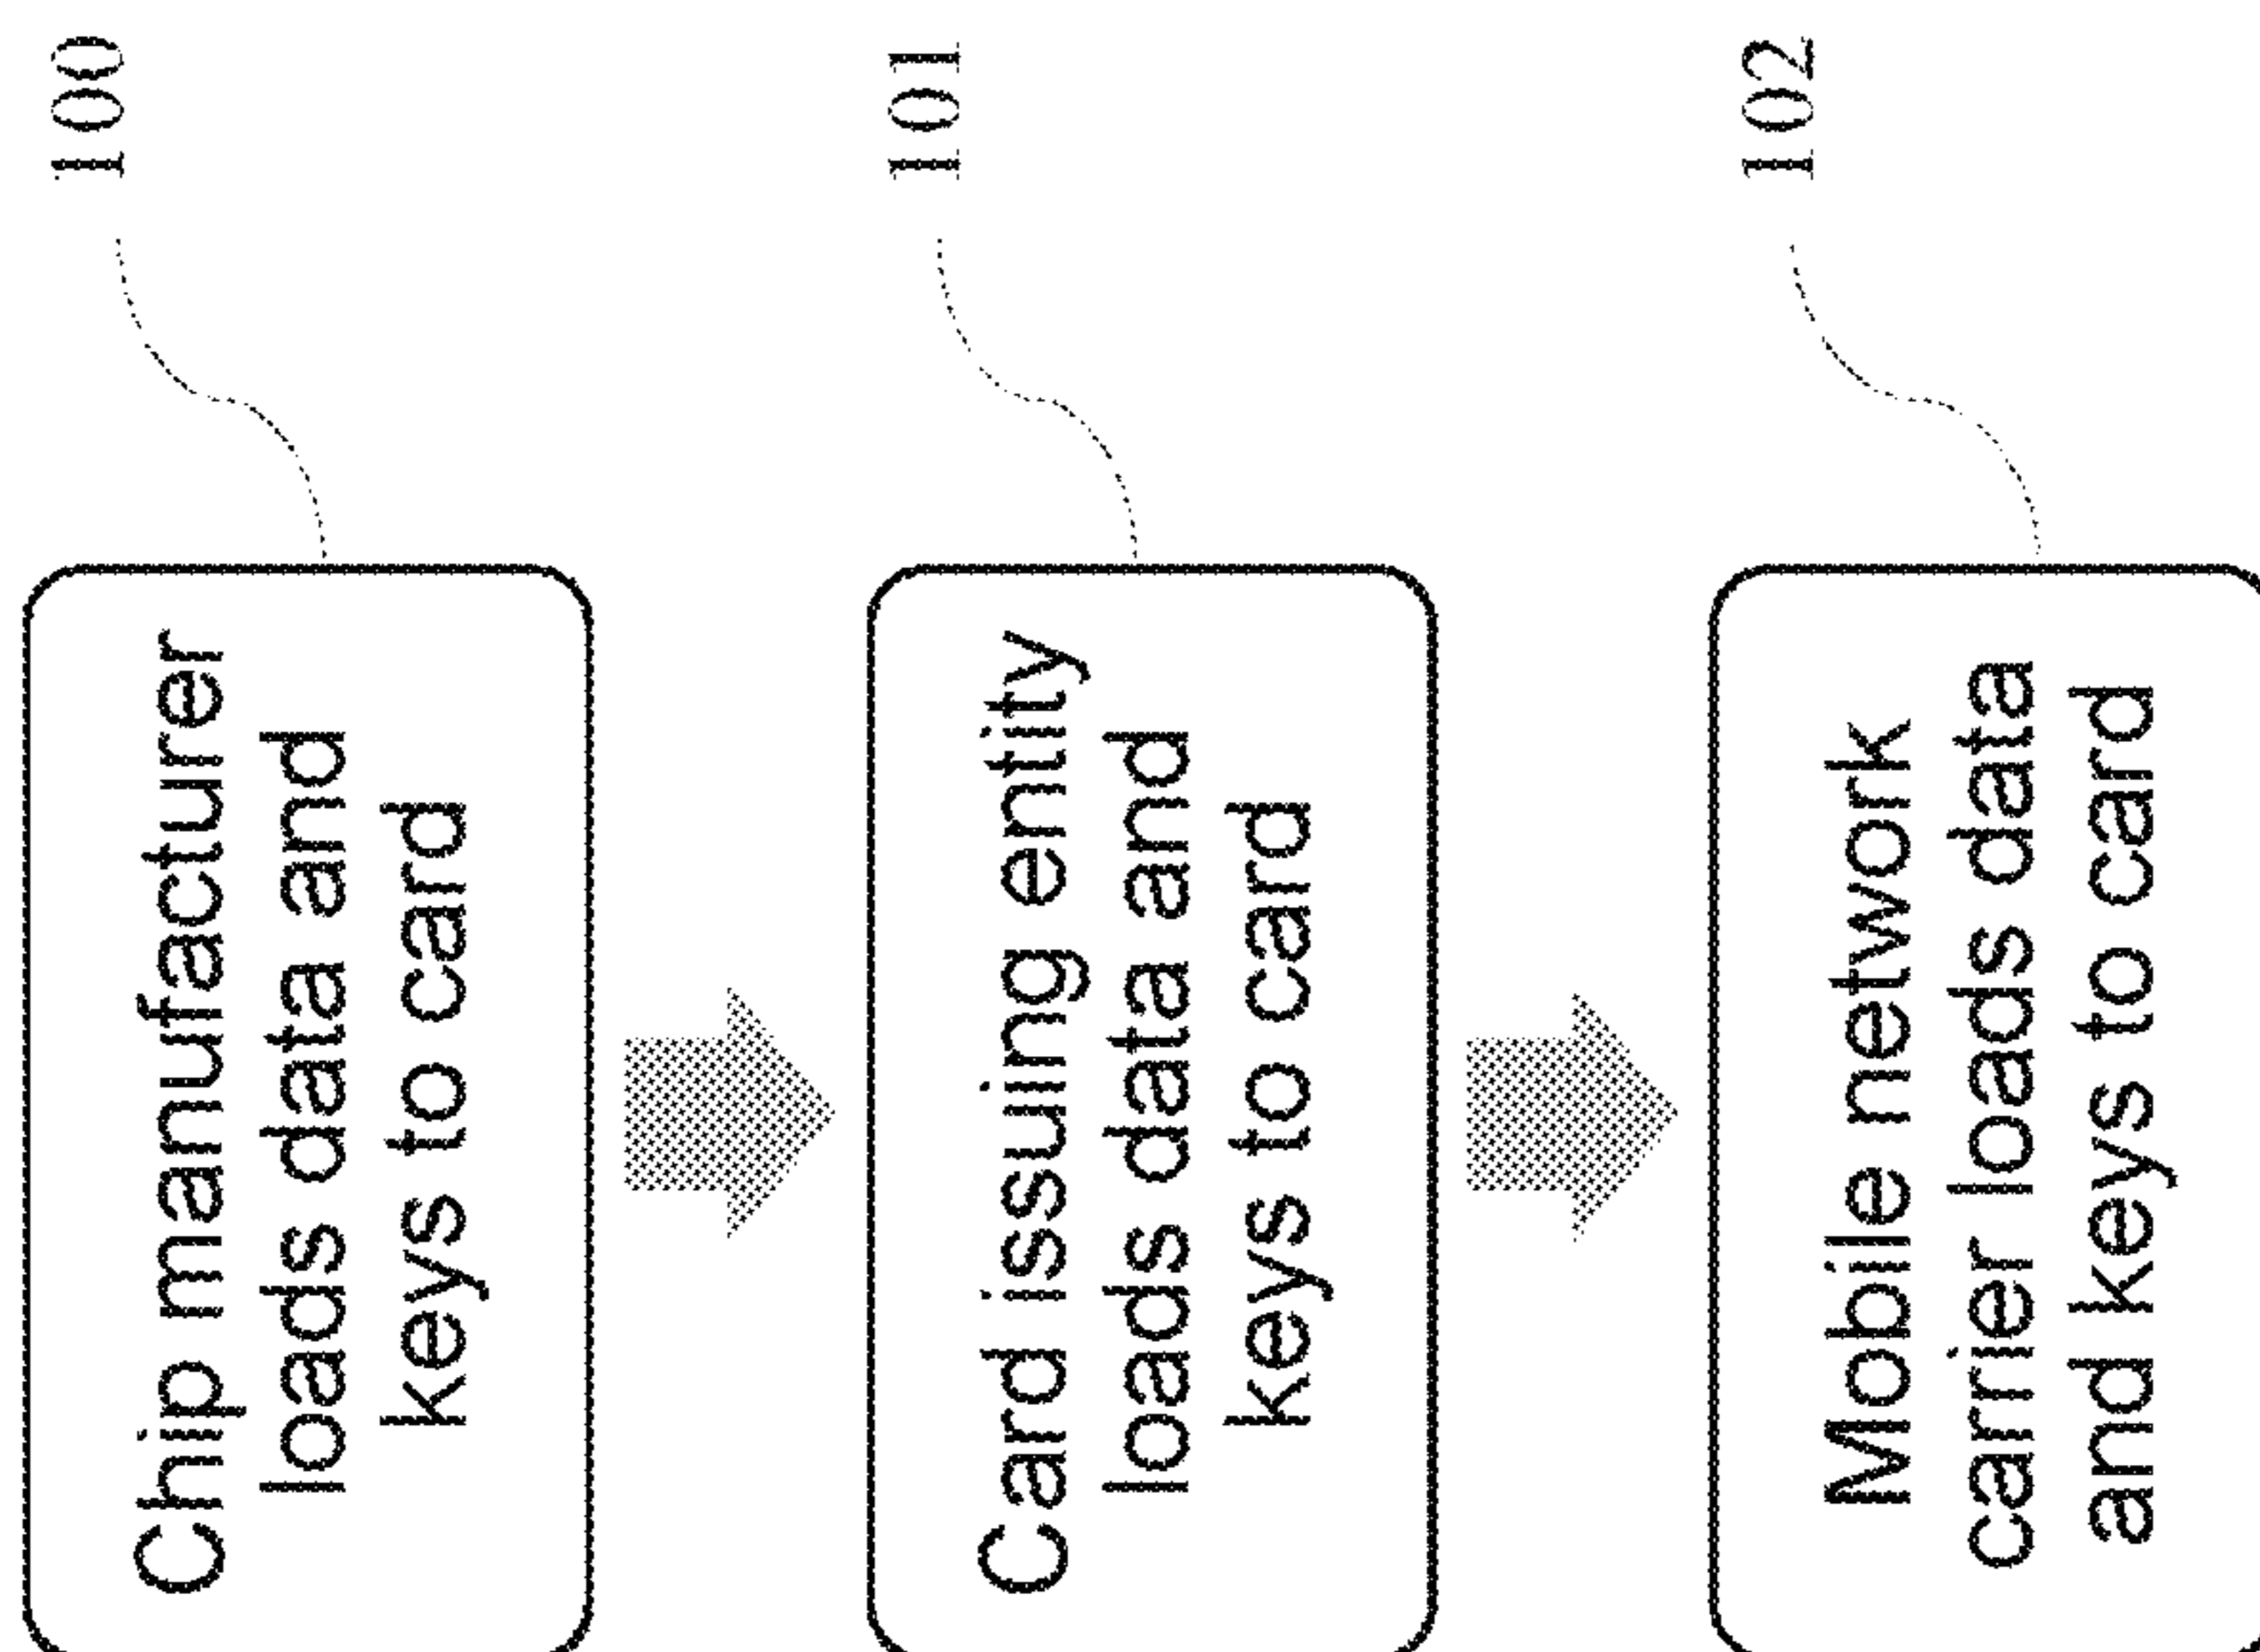 100
Chip manufacturer
loads data and
keys to card
101
Card issuing entity
loads data and
keys to card
102
Mobile network
carrier loads data
and keys to card